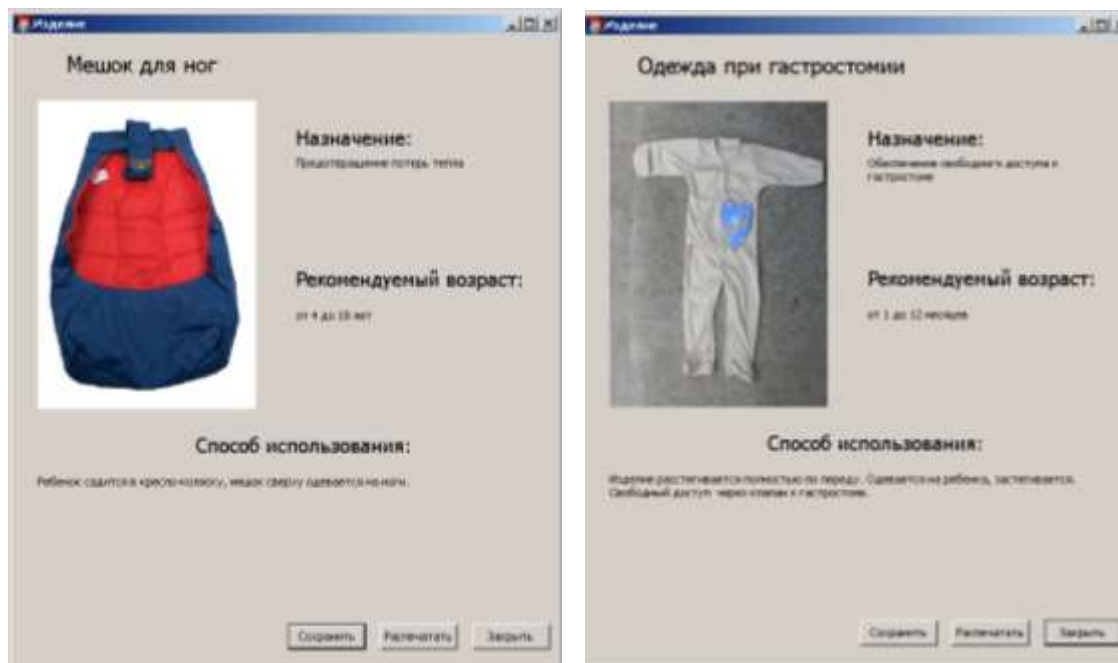 Изделие
Мешок для ног
Назначение:
Предотвращение потерь тепла
Рекомендуемый возраст:
от 4 до 18 лет
Способ использования:
Ребенок садится в кресло-коляску, мешок сверху одевается на ноги.
Сохранить
Распечатать
Закрыть
Изделие
Одежда при гастростомии
Назначение:
Обеспечение свободного доступа к
гастростоме
Рекомендуемый возраст:
от 1 до 12 месяцев
Способ использования:
Изделие расстегивается полностью по переду. Одевается на ребенка, застегивается.
Свободный доступ через клапан к гастростоме.
Сохранить
Распечатать
Закрыть